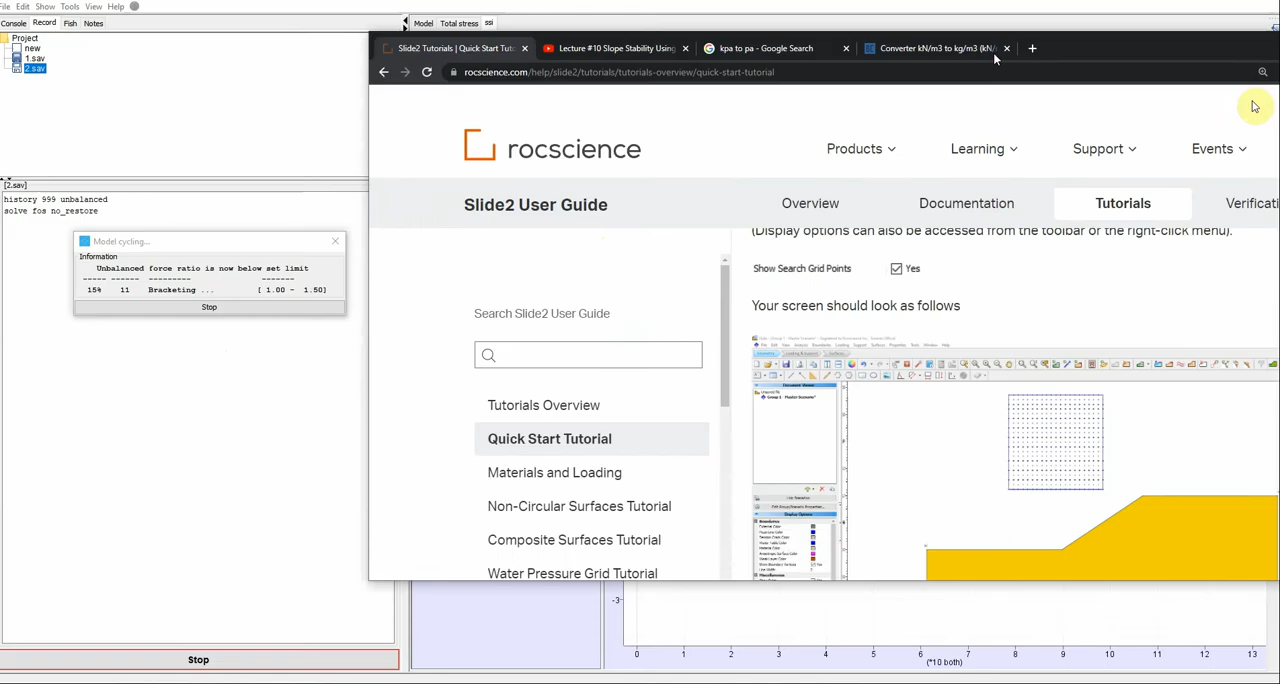 File Edit Show Tools View Help
Console Record Fish Notes
Model Total stress ssi
Project
new
1.sav
2.sav
[2.sav]
history 999 unbalanced
solve fos no_restore
Model cycling...
Information
Unbalanced force ratio is now below set limit
15% 11 Bracketing ... [ 1.00 - 1.50]
Stop
Stop
Slide2 Tutorials | Quick Start Tuto
Lecture #10 Slope Stability Using
kpa to pa - Google Search
Converter kN/m3 to kg/m3 (kN/
rocscience.com/help/slide2/tutorials/tutorials-overview/quick-start-tutorial
rocscience
Products
Learning
Support
Events
Slide2 User Guide
Overview
Documentation
Tutorials
Verificati
(Display options can also be accessed from the toolbar or the right-click menu).
Show Search Grid Points
Yes
Your screen should look as follows
Search Slide2 User Guide
Tutorials Overview
Quick Start Tutorial
Materials and Loading
Non-Circular Surfaces Tutorial
Composite Surfaces Tutorial
Water Pressure Grid Tutorial
-3
0 1 2 3 4 5 6 7 8 9 10 11 12 13
(*10 both)